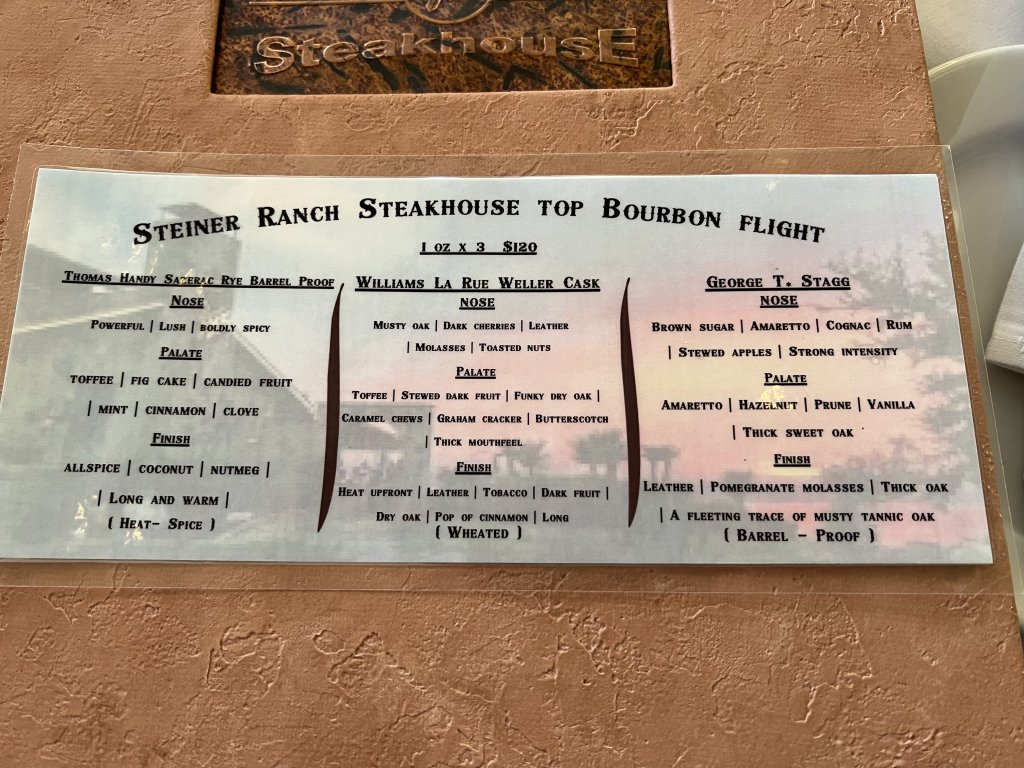 SteakhousE
Steiner Ranch Steakhouse top Bourbon flight
1 oz x 3 $120
Thomas Handy Sazerac Rye Barrel Proof
Nose
Powerful | Lush | boldly spicy
Palate
toffee | fig cake | candied fruit
| mint | cinnamon | clove
Finish
allspice | coconut | nutmeg |
| Long and warm |
( Heat- Spice )
Williams La Rue Weller Cask
nose
Musty oak | Dark cherries | Leather
| Molasses | Toasted nuts
Palate
Toffee | Stewed dark fruit | Funky dry oak |
Caramel chews | Graham cracker | Butterscotch
| Thick mouthfeel
Finish
Heat upfront | Leather | Tobacco | Dark fruit |
Dry oak | Pop of cinnamon | Long
( Wheated )
George T. Stagg
nose
Brown sugar | Amaretto | Cognac | Rum
| Stewed apples | Strong intensity
Palate
Amaretto | Hazelnut | Prune | Vanilla
| Thick sweet oak
Finish
Leather | Pomegranate molasses | Thick oak
| A fleeting trace of musty tannic oak
( Barrel - Proof )